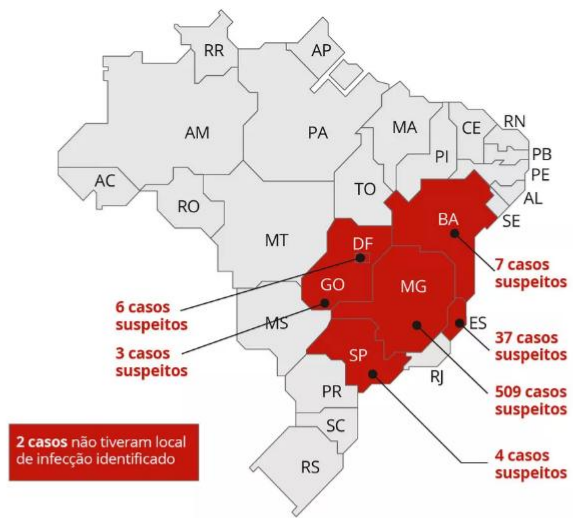 RR
AP
AM
PA
MA
CE
RN
PI
PB
PE
AC
TO
AL
RO
SE
BA
MT
DF
7 casos
suspeitos
GO
MG
6 casos
suspeitos
MS
ES
37 casos
suspeitos
3 casos
suspeitos
SP
RJ
PR
509 casos
suspeitos
SC
2 casos não tiveram local
de infecção identificado
4 casos
suspeitos
RS